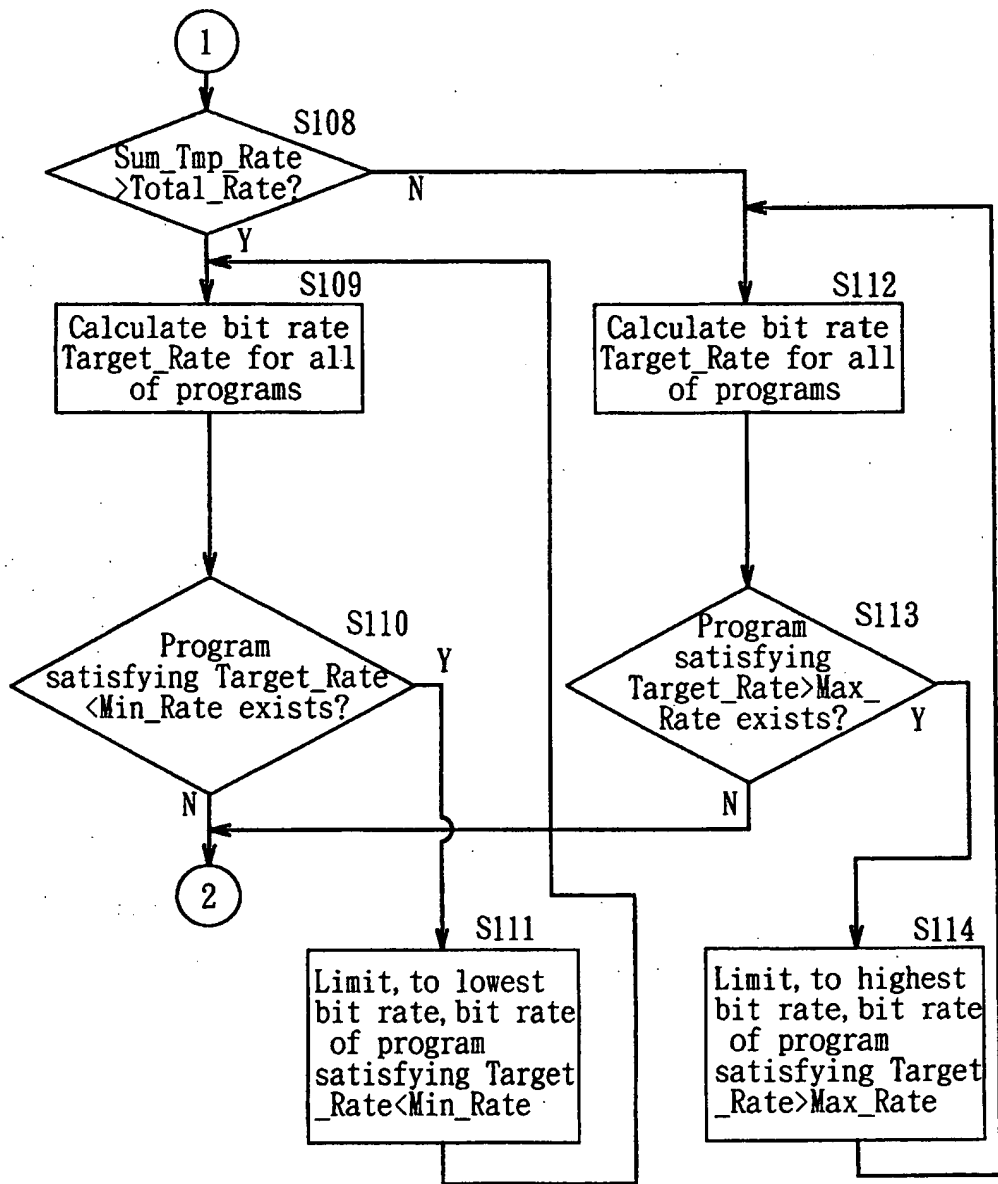 1
S108
Sum_Tmp_Rate
>Total_Rate?
N
Y
S109
Calculate bit rate
Target_Rate for all
of programs
S112
Calculate bit rate
Target_Rate for all
of programs
S110
Program
satisfying Target_Rate
<Min_Rate exists?
Y
N
S113
Program
satisfying
Target_Rate>Max_
Rate exists?
Y
N
2
S111
Limit, to lowest
bit rate, bit rate
of program
satisfying Target
_Rate<Min_Rate
S114
Limit, to highest
bit rate, bit rate
of program
satisfying Target
_Rate>Max_Rate